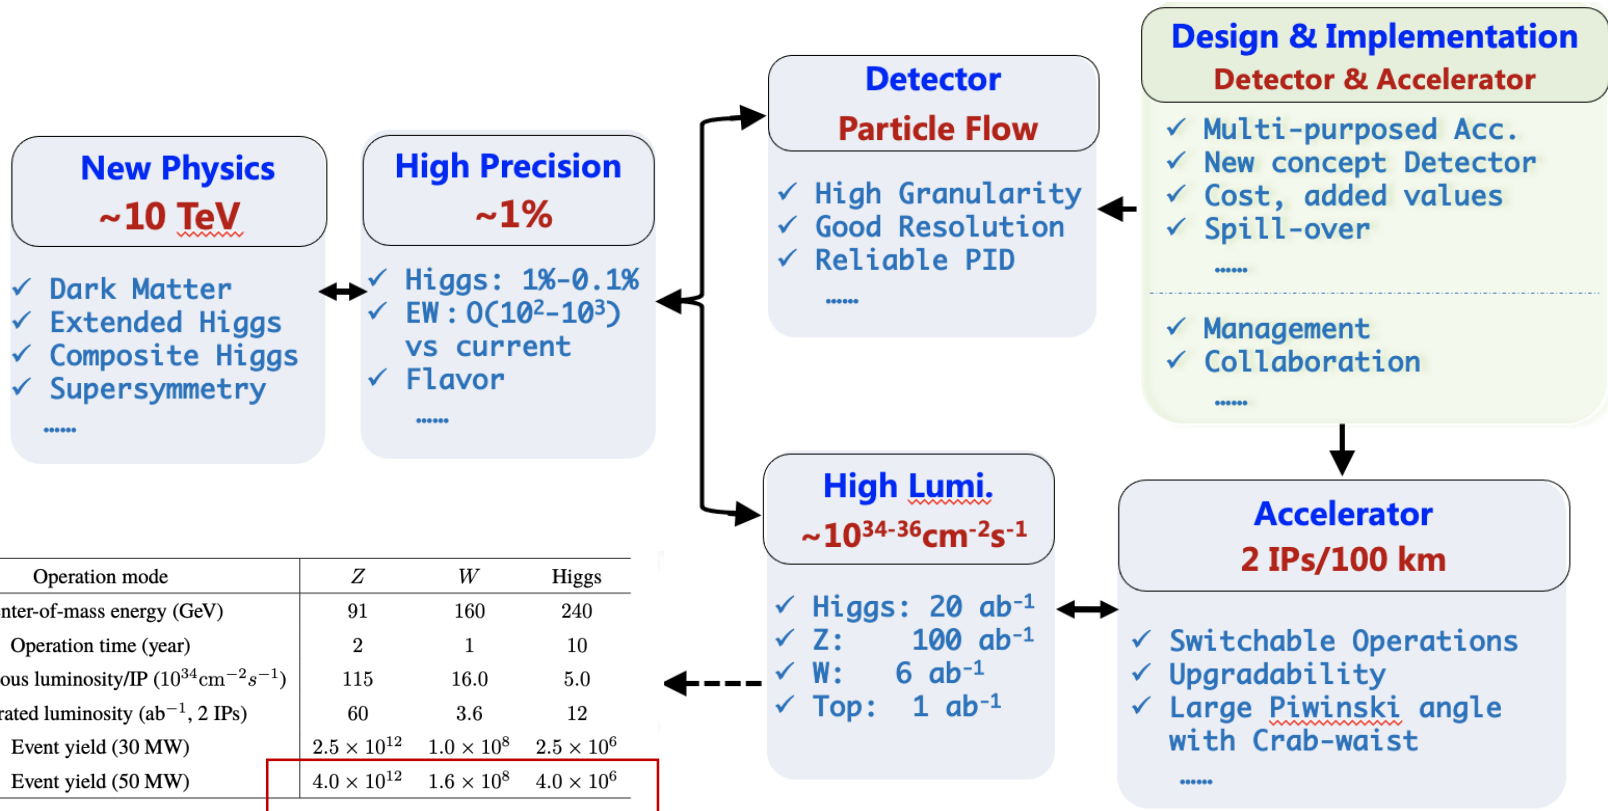 New Physics
~10 TeV
✓ Dark Matter
✓ Extended Higgs
✓ Composite Higgs
✓ Supersymmetry
……
High Precision
~1%
✓ Higgs: 1%-0.1%
✓ EW : O(10²-10³)
vs current
✓ Flavor
……
Detector
Particle Flow
✓ High Granularity
✓ Good Resolution
✓ Reliable PID
……
Design & Implementation
Detector & Accelerator
✓ Multi-purposed Acc.
✓ New concept Detector
✓ Cost, added values
✓ Spill-over
……
✓ Management
✓ Collaboration
……
High Lumi.
~10³⁴⁻³⁶cm⁻²s⁻¹
✓ Higgs: 20 ab⁻¹
✓ Z: 100 ab⁻¹
✓ W: 6 ab⁻¹
✓ Top: 1 ab⁻¹
Accelerator
2 IPs/100 km
✓ Switchable Operations
✓ Upgradability
✓ Large Piwinski angle
with Crab-waist
……
Operation mode Z W Higgs
nter-of-mass energy (GeV) 91 160 240
Operation time (year) 2 1 10
ous luminosity/IP (10³⁴cm⁻²s⁻¹) 115 16.0 5.0
rated luminosity (ab⁻¹, 2 IPs) 60 3.6 12
Event yield (30 MW) 2.5 × 10¹² 1.0 × 10⁸ 2.5 × 10⁶
Event yield (50 MW) 4.0 × 10¹² 1.6 × 10⁸ 4.0 × 10⁶